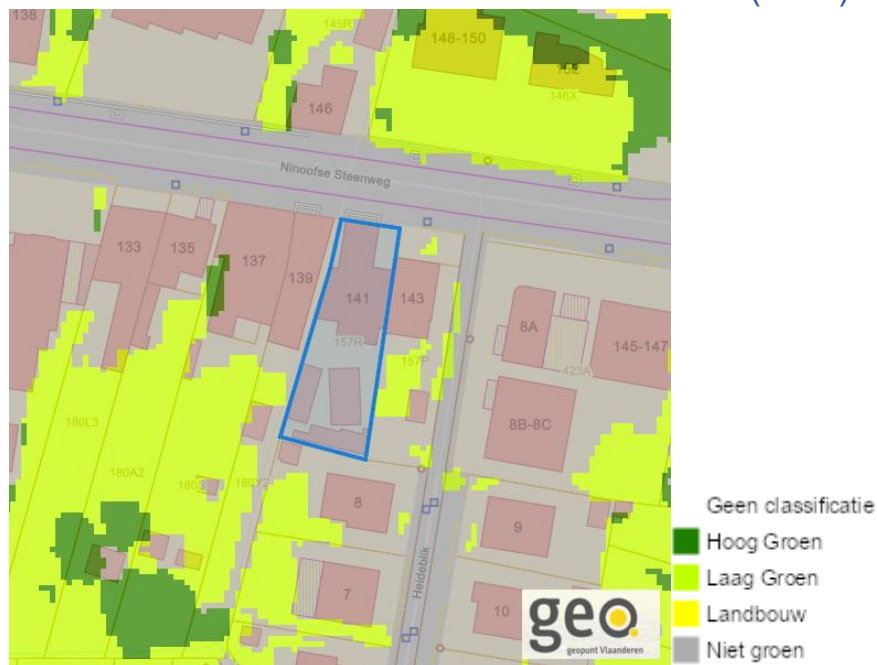 138
145R
148-150
152
146X
146
Ninoofse Steenweg
133
135
137
139
141
143
157R
157P
8A
145-147
423A
8B-8C
180L3
180A2
180Y2
8
9
Heideblik
7
10
geo
geopunt Vlaanderen
Geen classificatie
Hoog Groen
Laag Groen
Landbouw
Niet groen